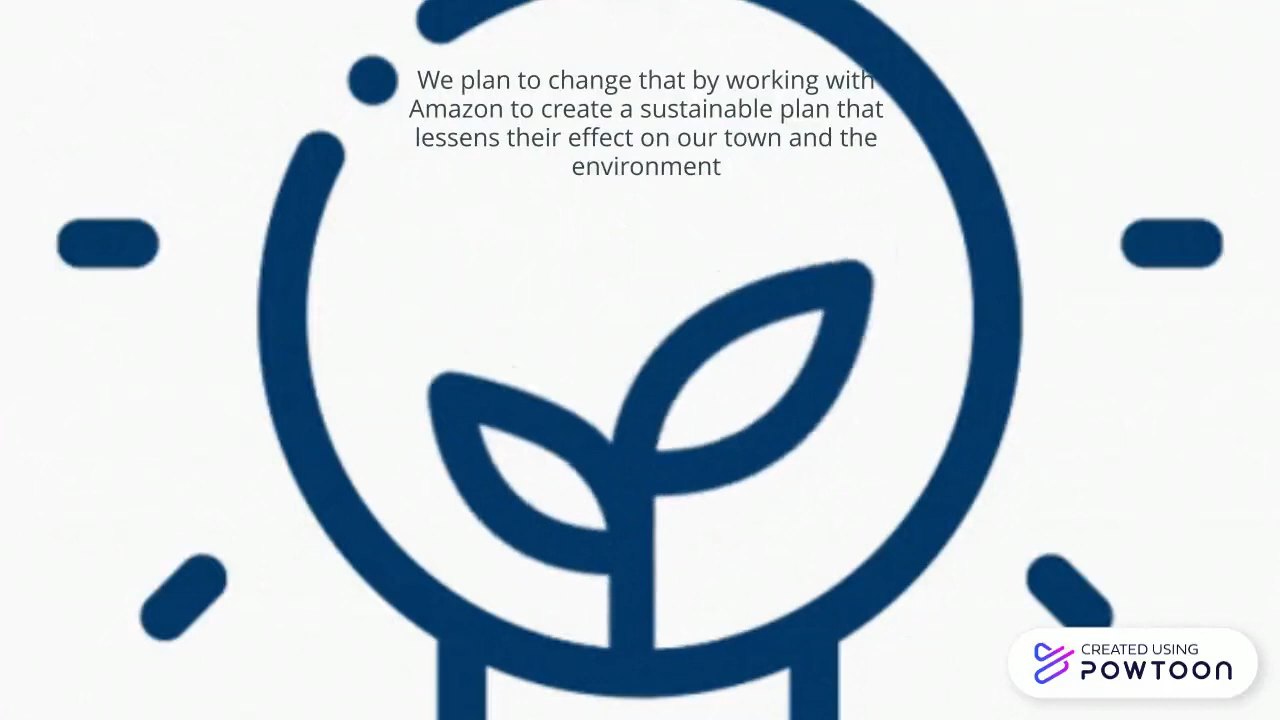 We plan to change that by working with
Amazon to create a sustainable plan that
lessens their effect on our town and the
environment
CREATED USING
POWTOON